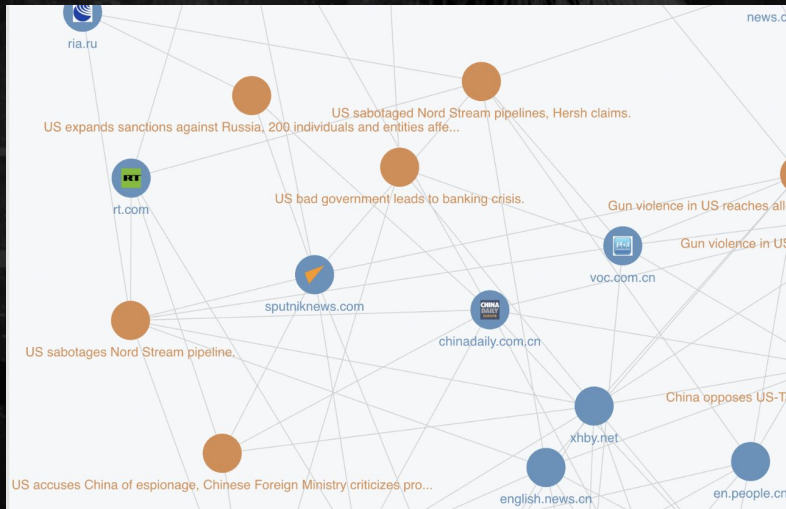 news.c
ria.ru
US sabotaged Nord Stream pipelines, Hersh claims.
US expands sanctions against Russia, 200 individuals and entities affe...
RT
rt.com
US bad government leads to banking crisis.
Gun violence in US reaches all
Gun violence in US
voc.com.cn
sputniknews.com
CHINA
DAILY
chinadaily.com.cn
US sabotages Nord Stream pipeline.
China opposes US-T
xhby.net
US accuses China of espionage, Chinese Foreign Ministry criticizes pro...
english.news.cn
en.people.cn